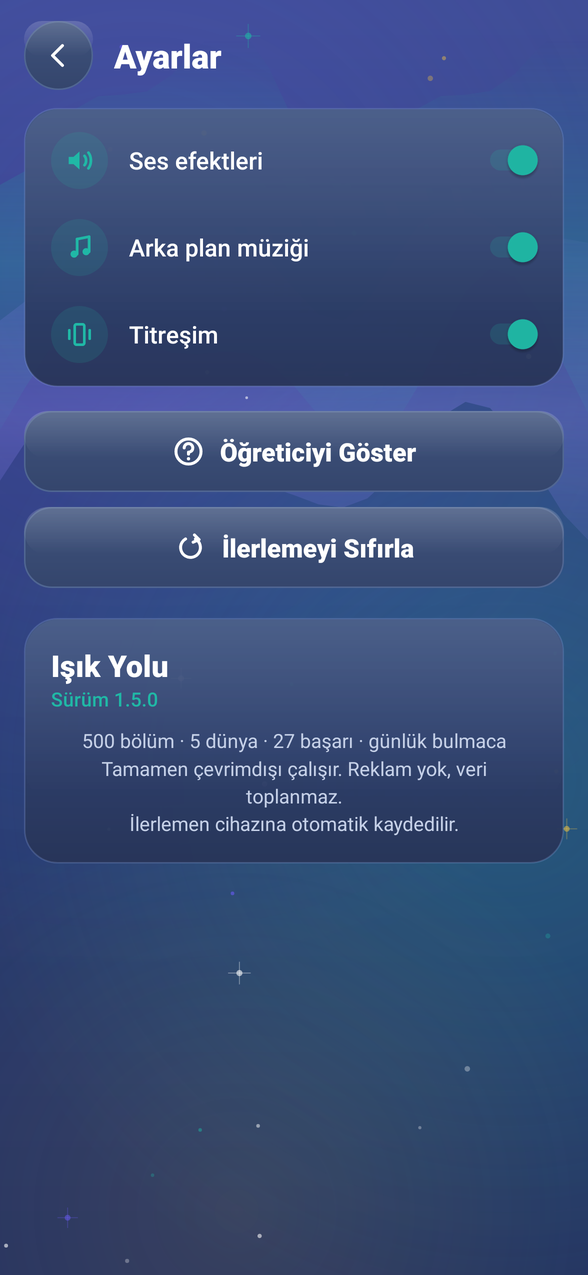 Ayarlar
Ses efektleri
Arka plan müziği
Titreşim
Öğreticiyi Göster
İlerlemeyi Sıfırla
Işık Yolu
Sürüm 1.5.0
500 bölüm · 5 dünya · 27 başarı · günlük bulmaca
Tamamen çevrimdışı çalışır. Reklam yok, veri
toplanmaz.
İlerlemen cihazına otomatik kaydedilir.